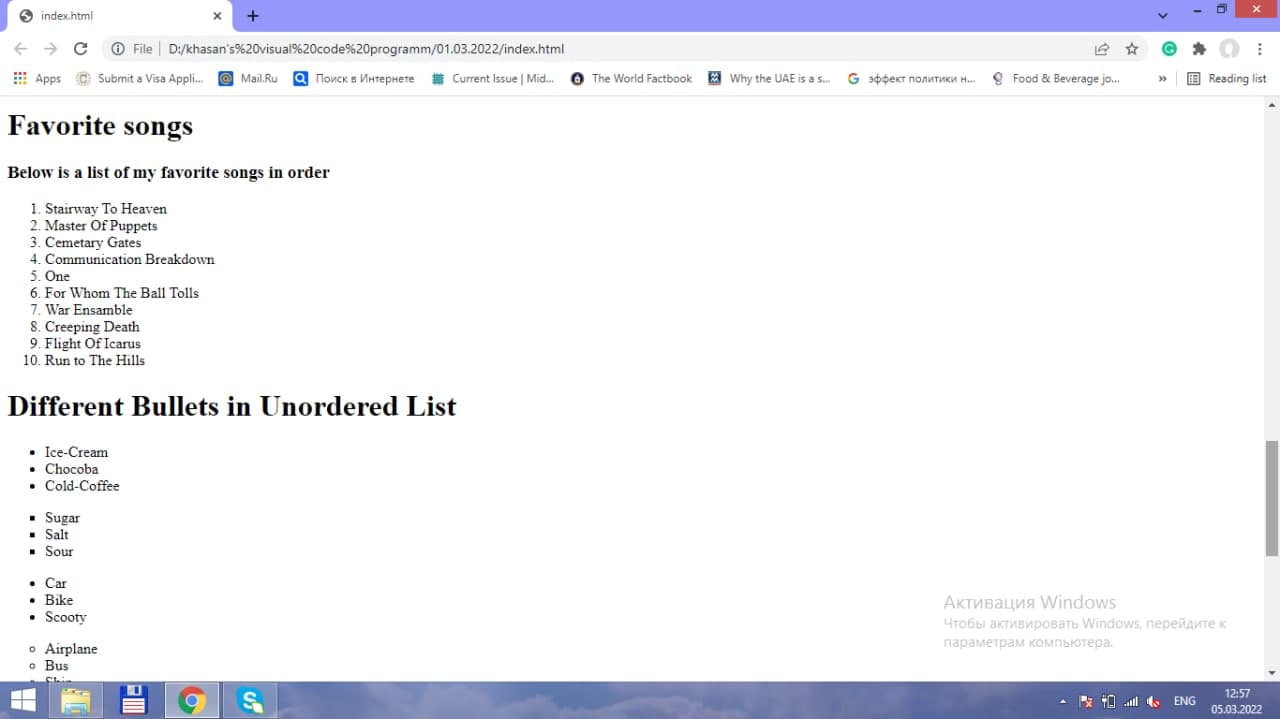 index.html
File D:/khasan's%20visual%20code%20programm/01.03.2022/index.html
Apps Submit a Visa Appli... Mail.Ru Поиск в Интернете Current Issue | Mid... The World Factbook Why the UAE is a s... эффект политики н... Food & Beverage jo... » Reading list
Favorite songs
Below is a list of my favorite songs in order
1. Stairway To Heaven
2. Master Of Puppets
3. Cemetary Gates
4. Communication Breakdown
5. One
6. For Whom The Ball Tolls
7. War Ensamble
8. Creeping Death
9. Flight Of Icarus
10. Run to The Hills
Different Bullets in Unordered List
Ice-Cream
Chocoba
Cold-Coffee
Sugar
Salt
Sour
Car
Bike
Scooty
Airplane
Bus
Активация Windows
Чтобы активировать Windows, перейдите к
параметрам компьютера.
ENG
12:57
05.03.2022